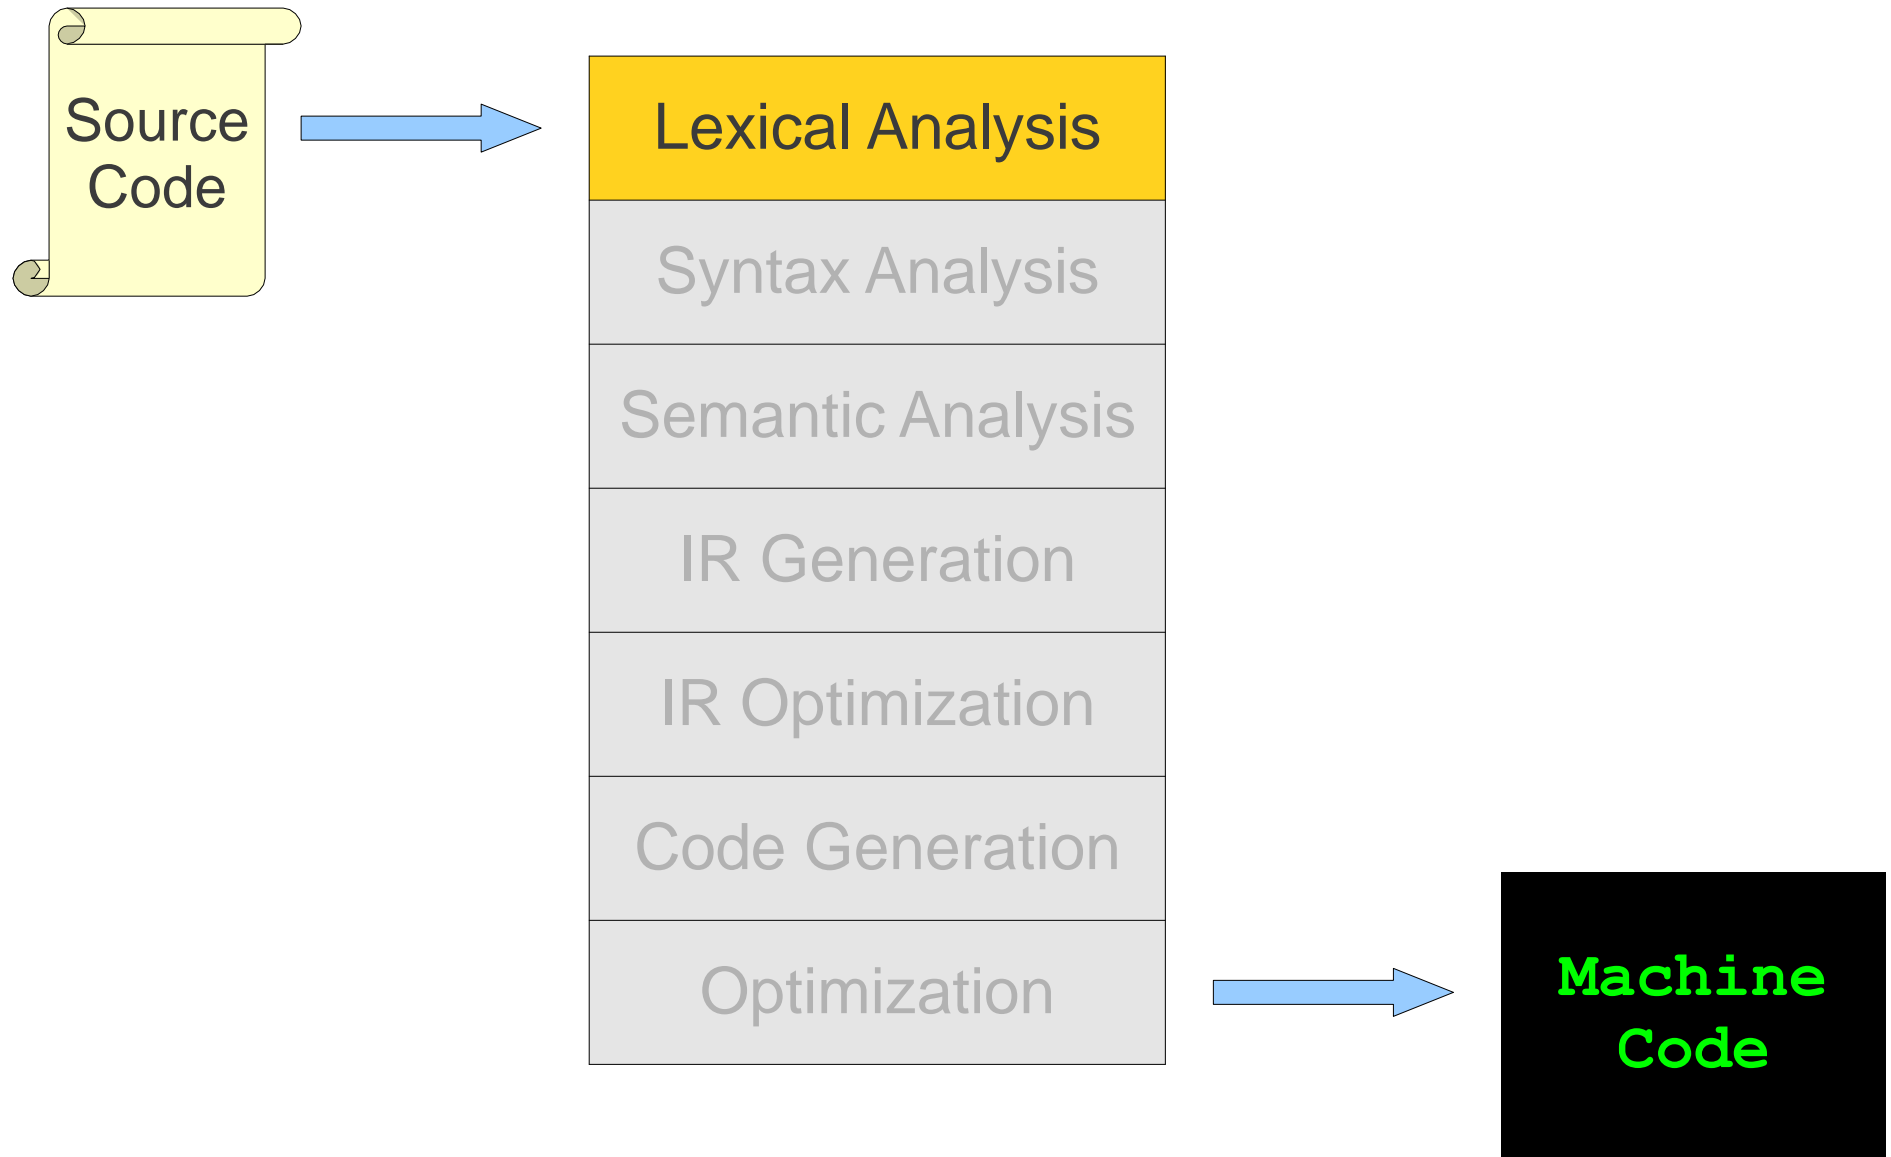 Source
Code
Lexical Analysis
Syntax Analysis
Semantic Analysis
IR Generation
IR Optimization
Code Generation
Optimization
Machine
Code